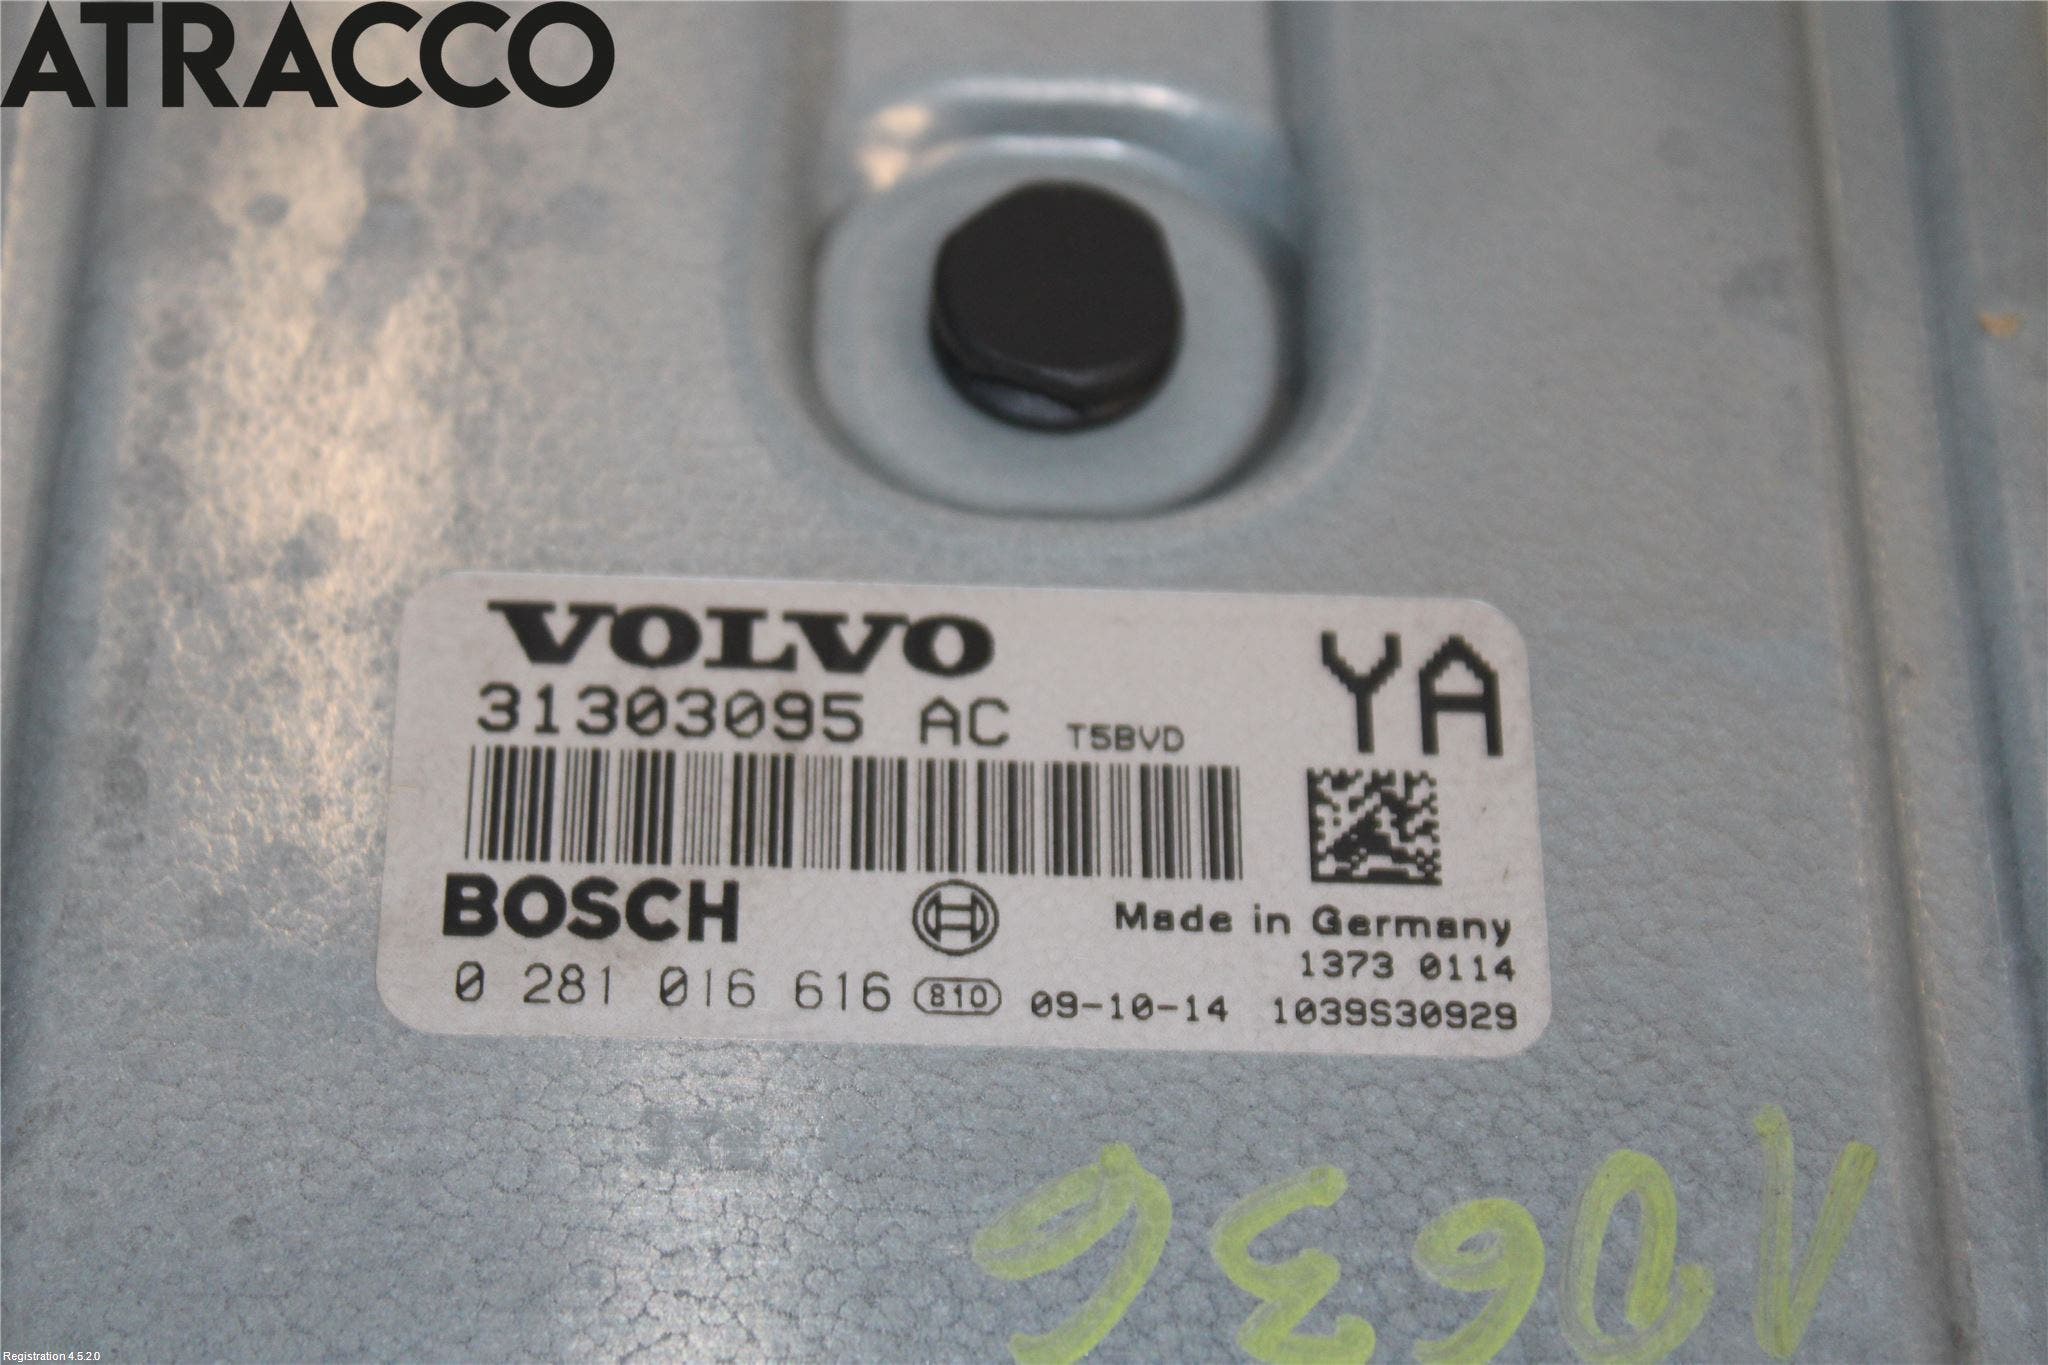 ATRACCO
VOLVO
31303095 AC T5BVD
YA
BOSCH
Made in Germany
1373 0114
0 281 016 616 810 09-10-14 1039S30929
Registration 4.5.2.0